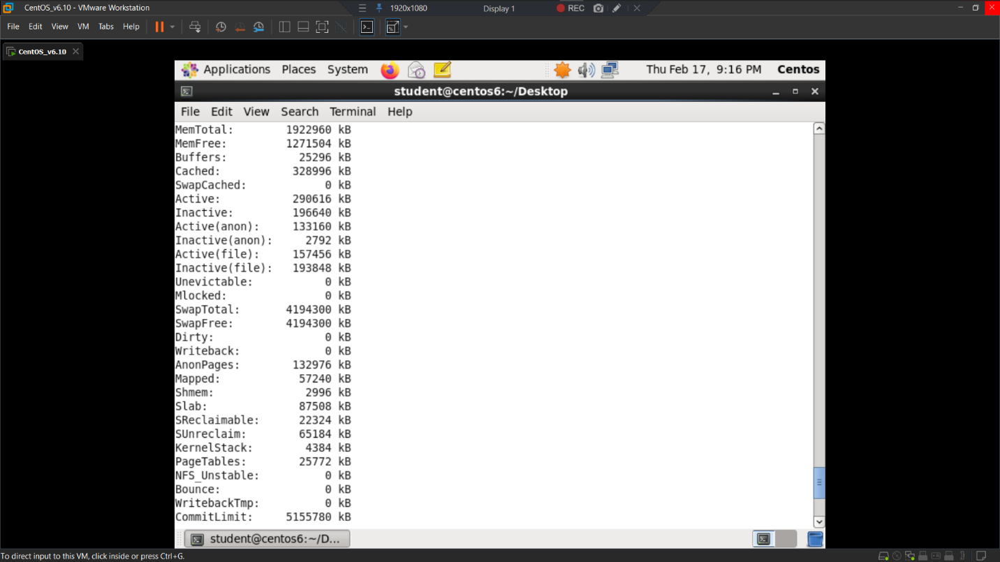 CentOS_v6.10 - VMware Workstation
1920x1080
Display 1
REC
File Edit View VM Tabs Help
CentOS_v6.10
Applications Places System
Thu Feb 17, 9:16 PM
Centos
student@centos6:~/Desktop
File Edit View Search Terminal Help
MemTotal: 1922960 kB
MemFree: 1271504 kB
Buffers: 25296 kB
Cached: 328996 kB
SwapCached: 0 kB
Active: 290616 kB
Inactive: 196640 kB
Active(anon): 133160 kB
Inactive(anon): 2792 kB
Active(file): 157456 kB
Inactive(file): 193848 kB
Unevictable: 0 kB
Mlocked: 0 kB
SwapTotal: 4194300 kB
SwapFree: 4194300 kB
Dirty: 0 kB
Writeback: 0 kB
AnonPages: 132976 kB
Mapped: 57240 kB
Shmem: 2996 kB
Slab: 87508 kB
SReclaimable: 22324 kB
SUnreclaim: 65184 kB
KernelStack: 4384 kB
PageTables: 25772 kB
NFS_Unstable: 0 kB
Bounce: 0 kB
WritebackTmp: 0 kB
CommitLimit: 5155780 kB
student@centos6:~/D...
To direct input to this VM, click inside or press Ctrl+G.